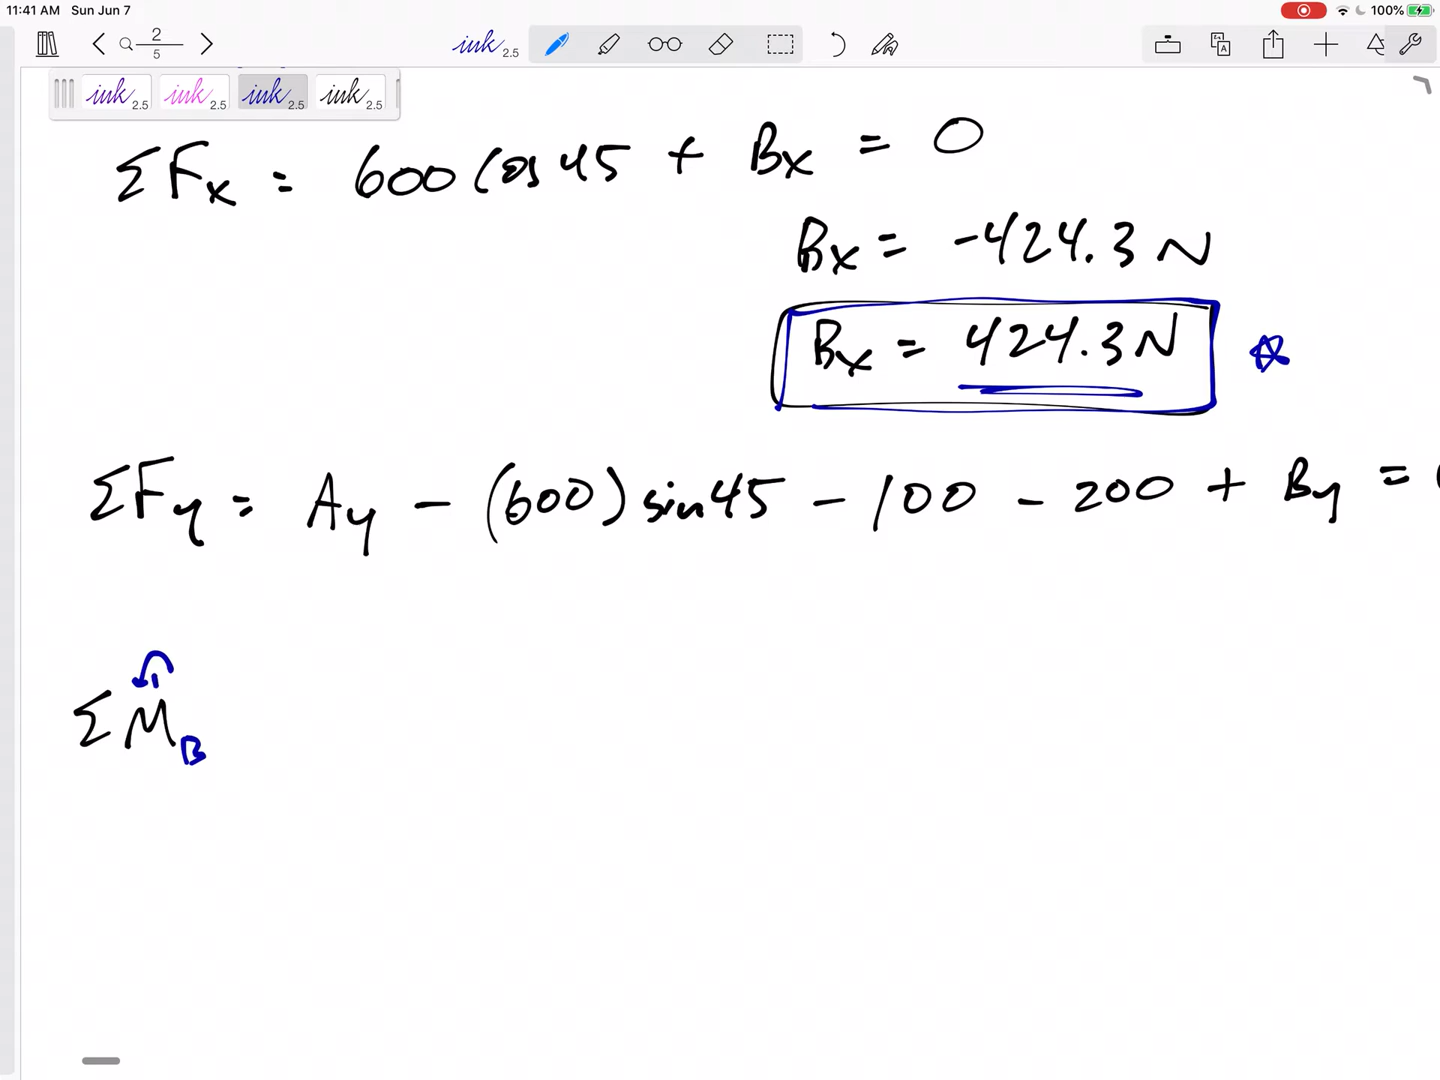 11:41 AM Sun Jun 7 100%
2
5
ink 2.5
ink 2.5 ink 2.5 ink 2.5 ink 2.5
ΣFx = 600 Cos 45 + Bx = 0
Bx = -424.3 N
Bx = 424.3 N
ΣFy = Ay - (600) sin 45 - 100 - 200 + By =
ΣMB